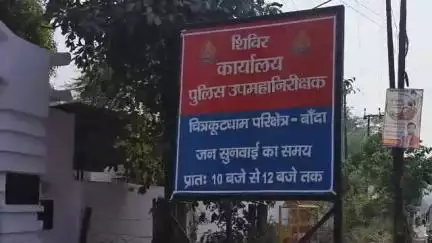 शिविर
कार्यालय
पुलिस उपमहानिरीक्षक
चित्रकूटधाम परिक्षेत्र- बाँदा
जन सुनवाई का समय
प्रातः 10 बजे से 12 बजे तक